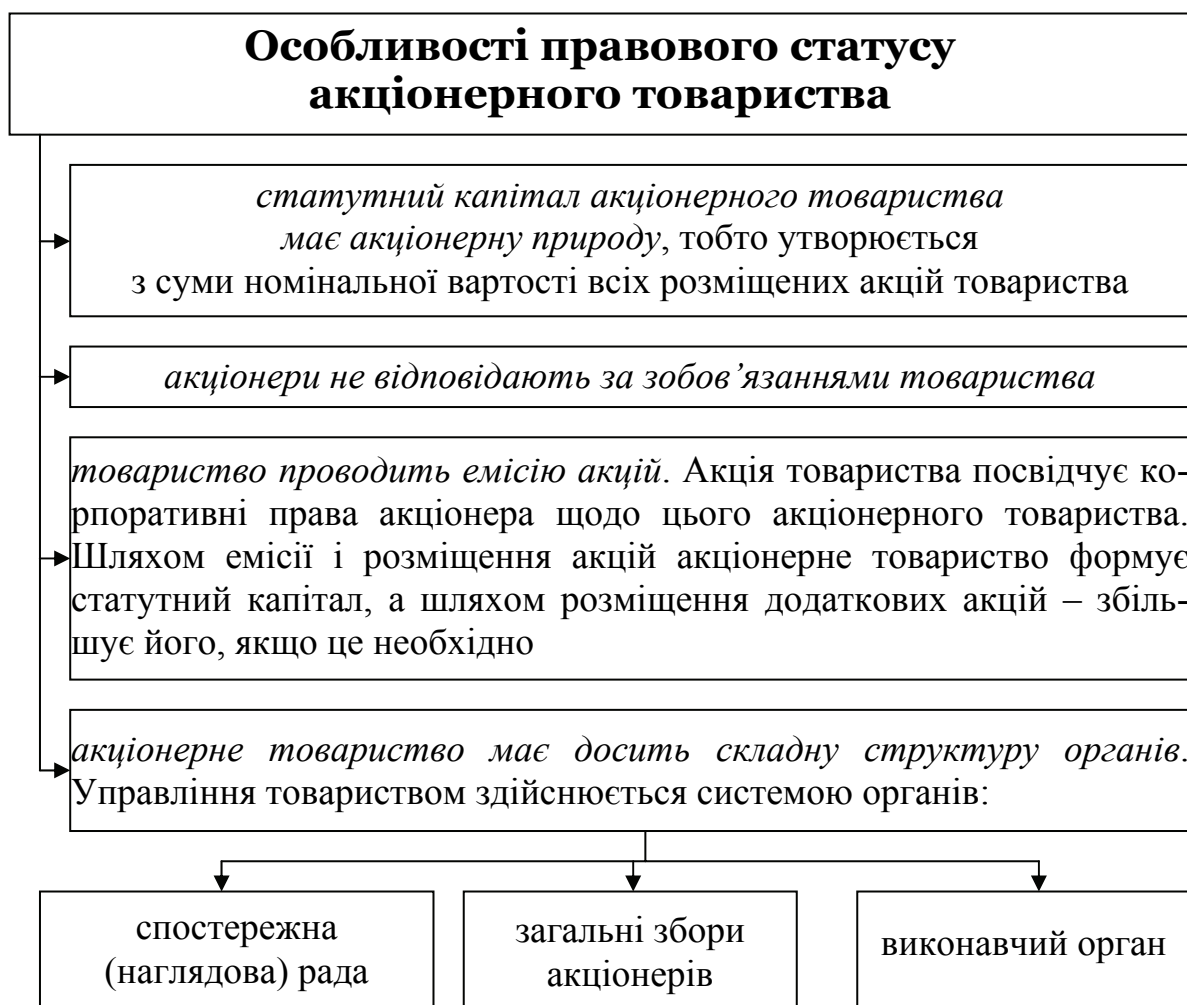 Особливості правового статусу
акціонерного товариства
статутний капітал акціонерного товариства
має акціонерну природу, тобто утворюється
з суми номінальної вартості всіх розміщених акцій товариства
акціонери не відповідають за зобов’язаннями товариства
товариство проводить емісію акцій. Акція товариства посвідчує ко-
рпоративні права акціонера щодо цього акціонерного товариства.
Шляхом емісії і розміщення акцій акціонерне товариство формує
статутний капітал, а шляхом розміщення додаткових акцій – збіль-
шує його, якщо це необхідно
акціонерне товариство має досить складну структуру органів.
Управління товариством здійснюється системою органів:
спостережна
(наглядова) рада
загальні збори
акціонерів
виконавчий орган